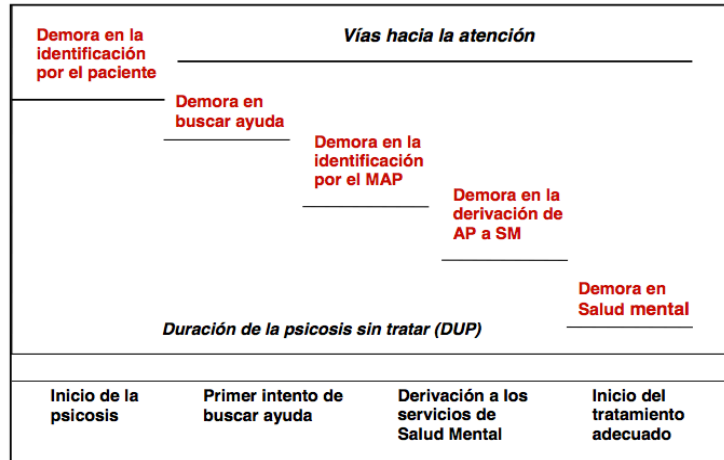 Demora en la
identificación
por el paciente
Vías hacia la atención
Demora en
buscar ayuda
Demora en la
identificación
por el MAP
Demora en la
derivación de
AP a SM
Demora en
Salud mental
Duración de la psicosis sin tratar (DUP)
Inicio de la
psicosis
Primer intento de
buscar ayuda
Derivación a los
servicios de
Salud Mental
Inicio del
tratamiento
adecuado